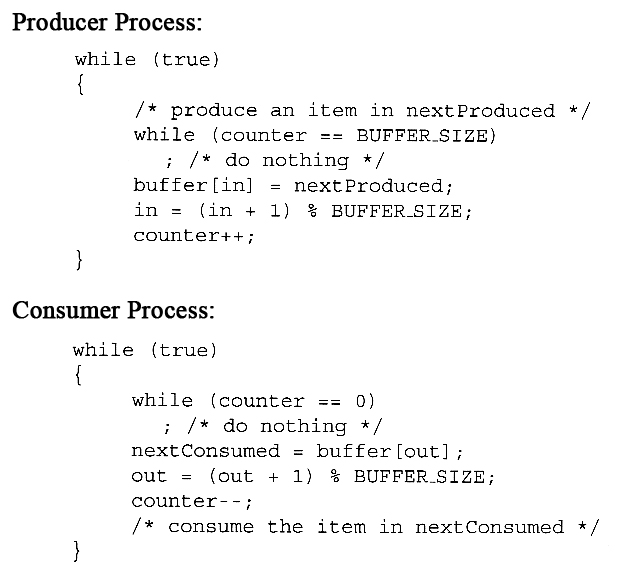 Producer Process:
while (true)
{
/* produce an item in nextProduced */
while (counter == BUFFER_SIZE)
; /* do nothing */
buffer[in] = nextProduced;
in = (in + 1) % BUFFER_SIZE;
counter++;
}
Consumer Process:
while (true)
{
while (counter == 0)
; /* do nothing */
nextConsumed = buffer[out];
out = (out + 1) % BUFFER_SIZE;
counter--;
/* consume the item in nextConsumed */
}